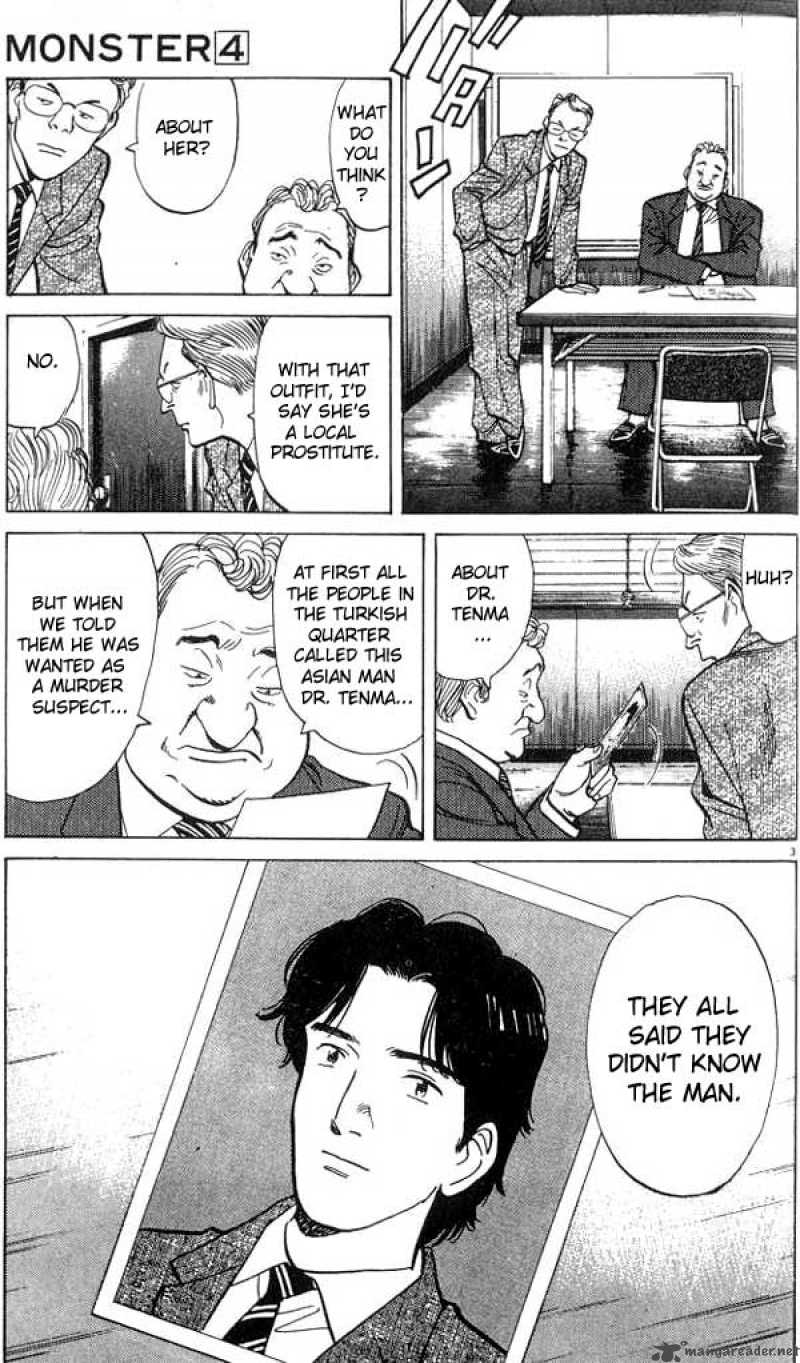 MONSTER 4
WHAT
DO
YOU
THINK
?
ABOUT
HER?
WITH THAT
OUTFIT, I'D
SAY SHE'S
A LOCAL
PROSTITUTE.
NO.
HUH?
ABOUT
DR.
TENMA
...
AT FIRST ALL
THE PEOPLE IN
THE TURKISH
QUARTER
CALLED THIS
ASIAN MAN
DR. TENMA...
BUT WHEN
WE TOLD
THEM HE WAS
WANTED AS
A MURDER
SUSPECT...
3
THEY ALL
SAID THEY
DIDN'T KNOW
THE MAN.
mangareader.net